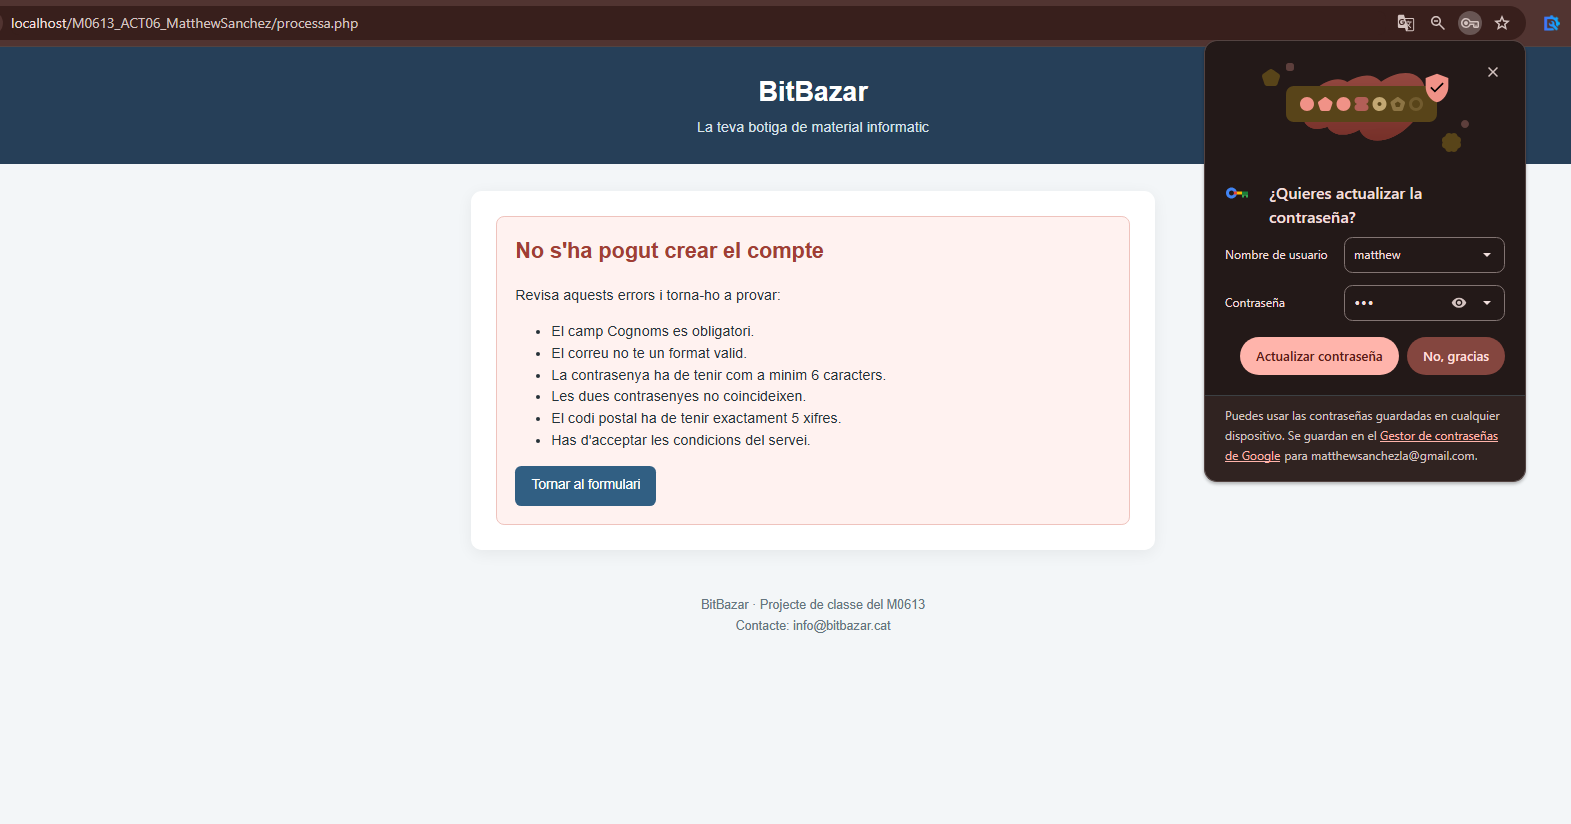 localhost/M0613_ACT06_MatthewSanchez/processa.php
BitBazar
La teva botiga de material informatic
No s'ha pogut crear el compte
Revisa aquests errors i torna-ho a provar:
• El camp Cognoms es obligatori.
• El correu no te un format valid.
• La contrasenya ha de tenir com a minim 6 caracters.
• Les dues contrasenyes no coincideixen.
• El codi postal ha de tenir exactament 5 xifres.
• Has d'acceptar les condicions del servei.
Tornar al formulari
BitBazar · Projecte de classe del M0613
Contacte: info@bitbazar.cat
¿Quieres actualizar la
contraseña?
Nombre de usuario
matthew
Contraseña
•••
Actualizar contraseña
No, gracias
Puedes usar las contraseñas guardadas en cualquier
dispositivo. Se guardan en el Gestor de contraseñas
de Google para matthewsanchezla@gmail.com.